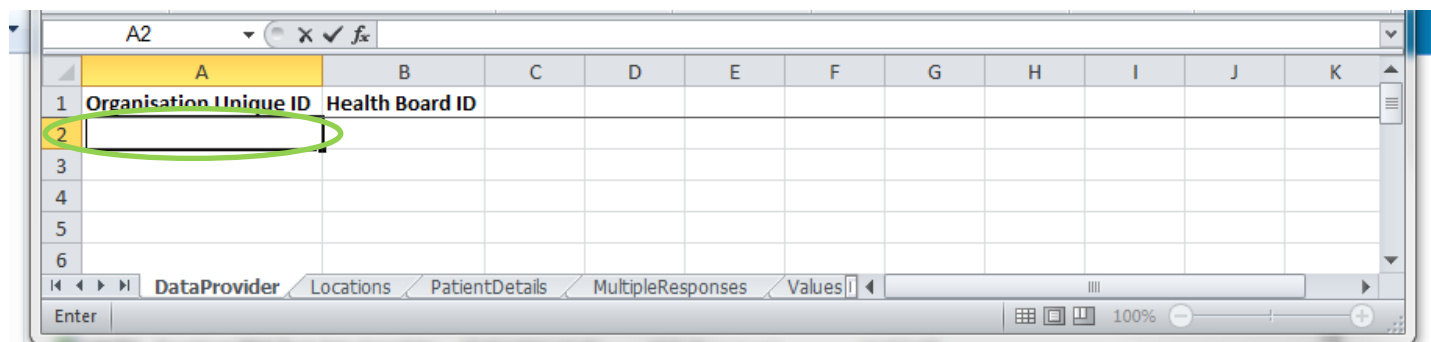 A2 fx
A B C D E F G H I J K
1 Organisation Unique ID Health Board ID
2
3
4
5
6
DataProvider Locations PatientDetails MultipleResponses Values
Enter 100%